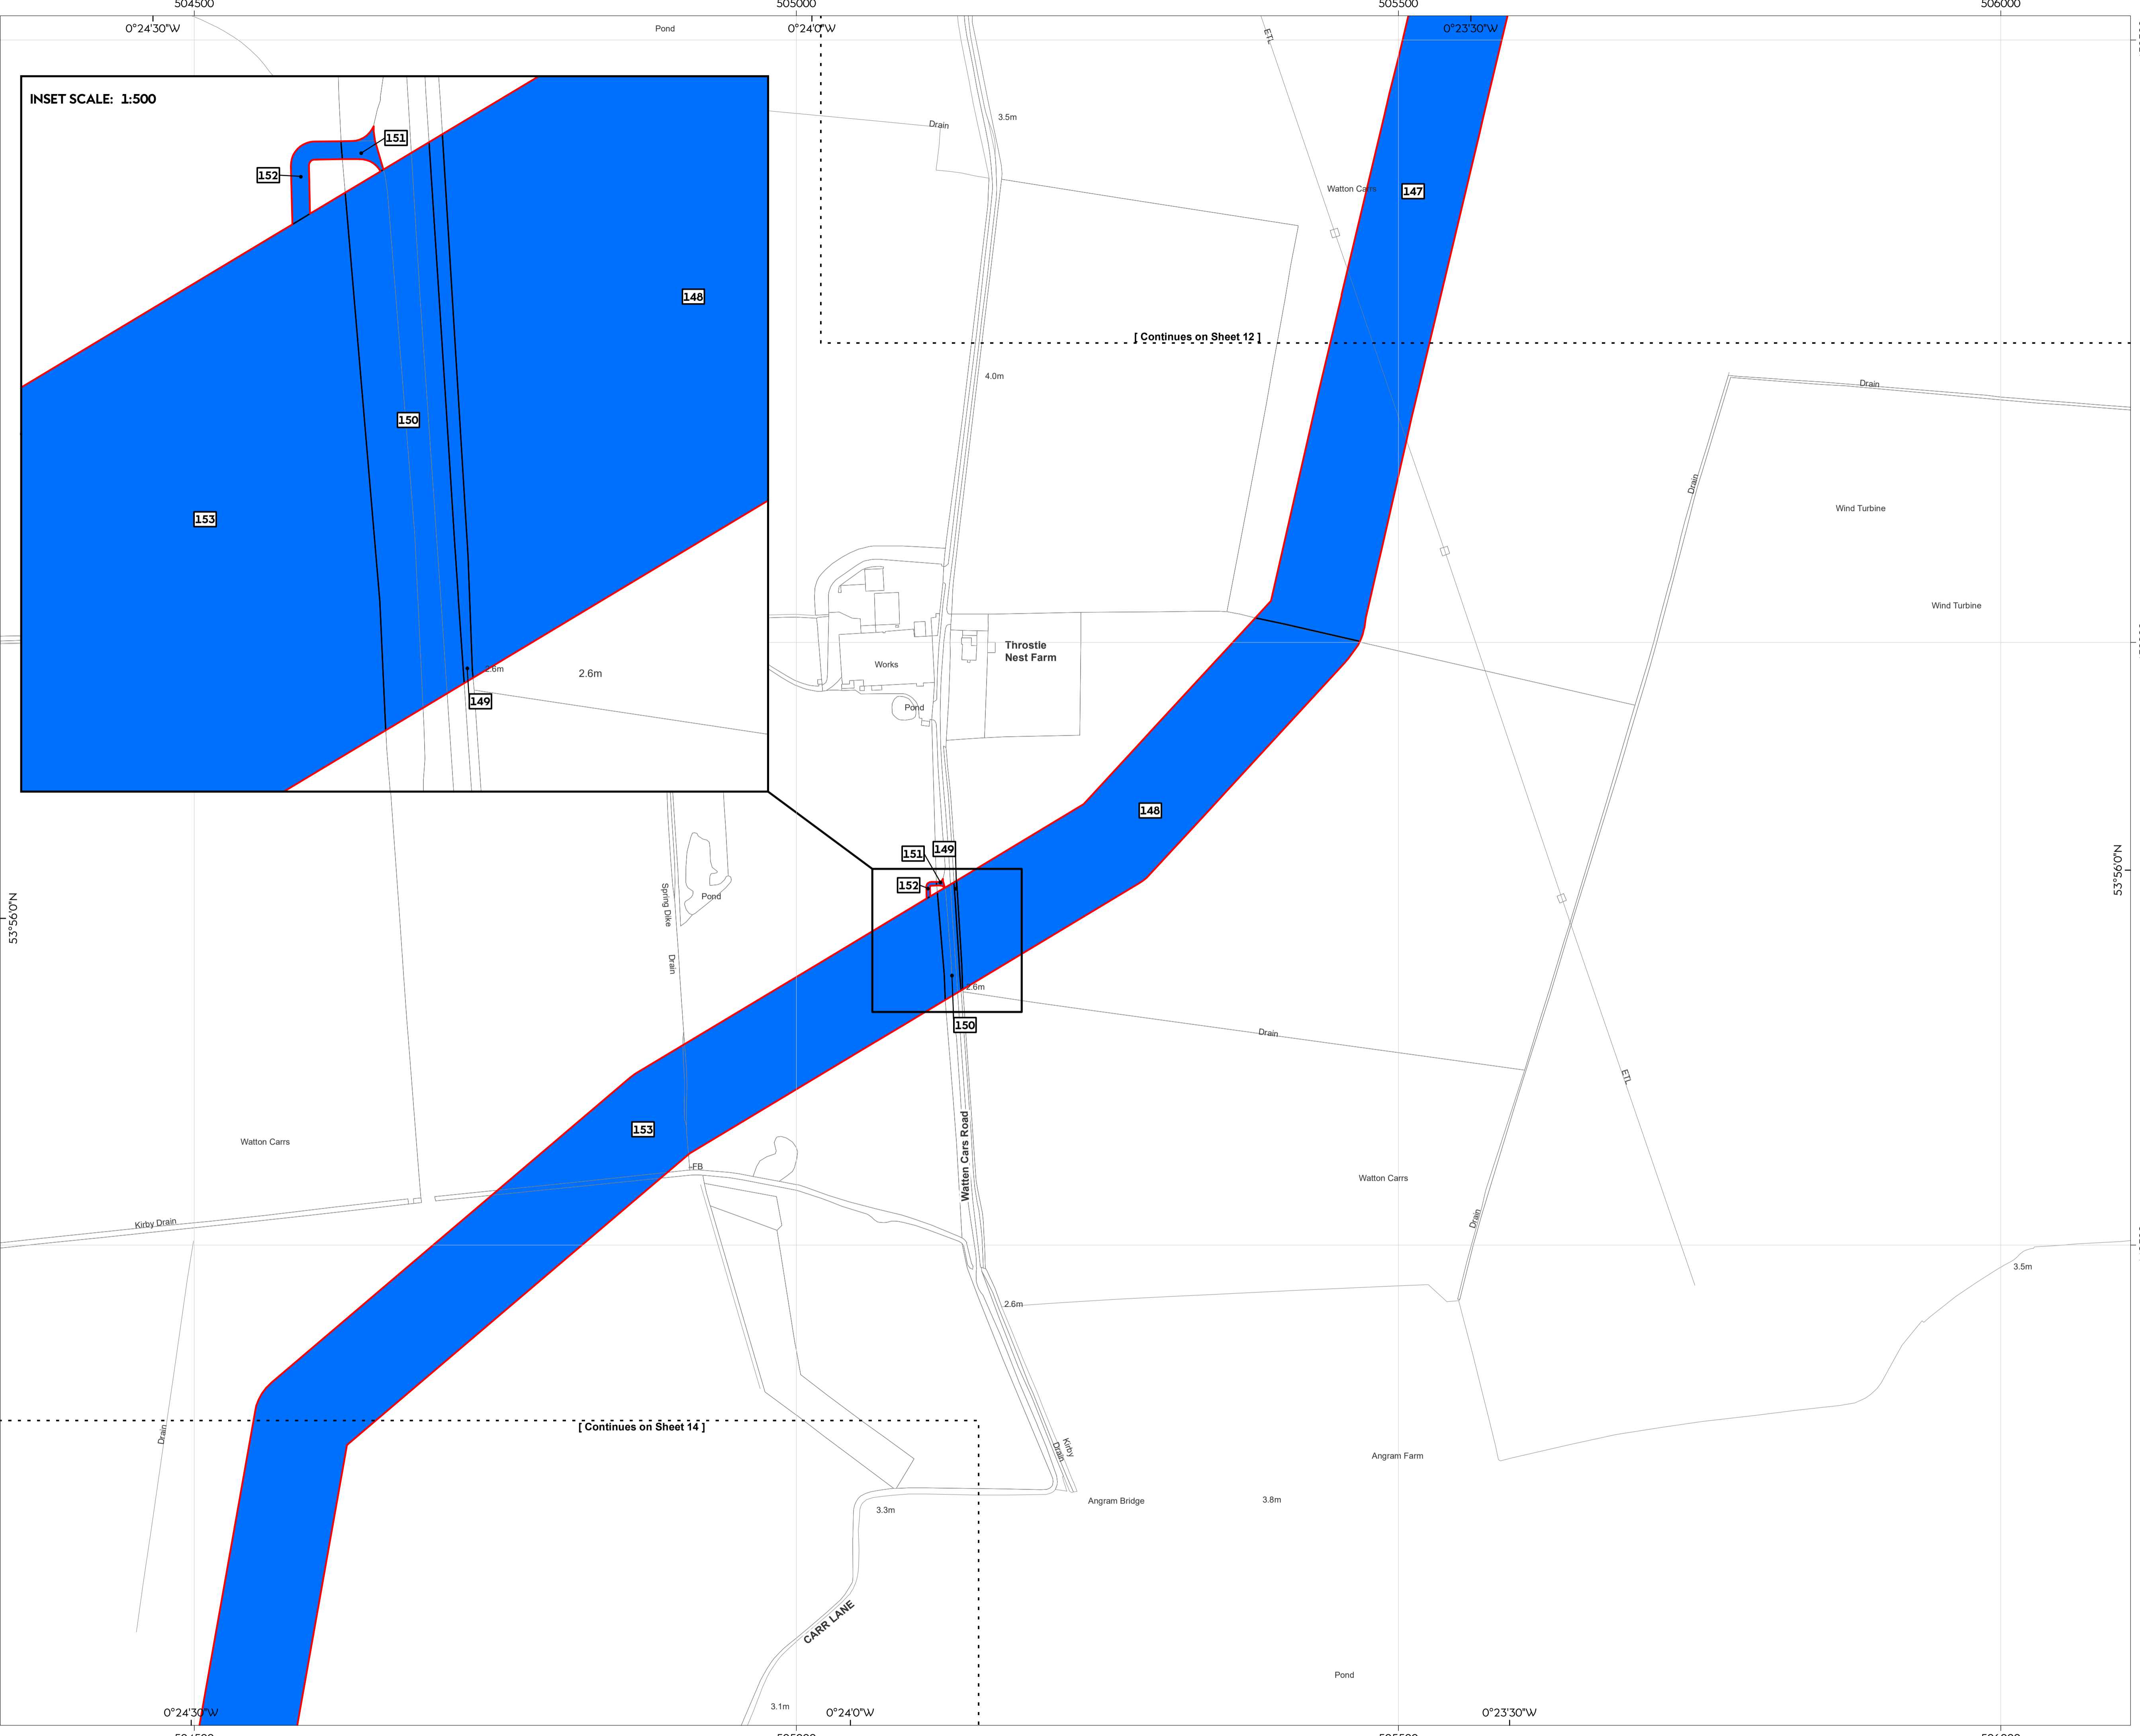 504500
505000
505500
506000
0°24'30"W
Pond
0°24'0"W
ETL
0°23'30"W
INSET SCALE: 1:500
151
152
148
150
153
2.6m
2.6m
149
Drain
3.5m
Watton Carrs
147
[ Continues on Sheet 12 ]
4.0m
Drain
Drain
Wind Turbine
Wind Turbine
Throstle
Nest Farm
Works
Pond
148
151
149
152
53°56'0"N
53°56'0"N
Spring Dike
Pond
Drain
2.6m
150
Drain
ETL
153
Watten Cars Road
Watton Carrs
FB
Watton Carrs
Kirby Drain
Drain
3.5m
2.6m
[ Continues on Sheet 14 ]
Drain
Kirby
Drain
Angram Farm
Angram Bridge
3.8m
3.3m
CARR LANE
Pond
3.1m
0°24'30"W
0°24'0"W
0°23'30"W